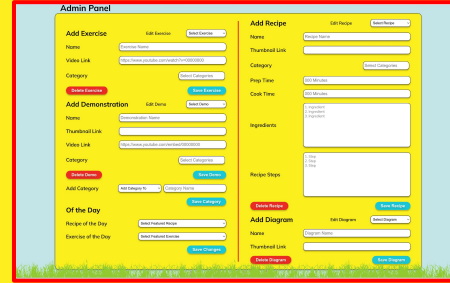 Admin Panel
Add Exercise Edit Exercise Select Exercise
Name Exercise Name
Video Link https://www.youtube.com/watch?v=00000000
Category Select Categories
Delete Exercise Save Exercise
Add Demonstration Edit Demo Select Demo
Name Demonstration Name
Thumbnail Link
Video Link
Category Select Categories
Delete Demo Save Demo
Add Category Add Category To Category Name
Save Category
Of the Day
Recipe of the Day Select Featured Recipe
Exercise of the Day Select Featured Exercise
Save Changes
Add Recipe Edit Recipe Select Recipe
Name Recipe Name
Thumbnail Link
Category Select Categories
Prep Time 000 Minutes
Cook Time 000 Minutes
Ingredients
1. Ingredient
2. Ingredient
3. Ingredient
Recipe Steps
1. Step
2. Step
3. Step
Delete Recipe Save Recipe
Add Diagram Edit Diagram Select Diagram
Name Diagram Name
Thumbnail Link
Delete Diagram Save Diagram